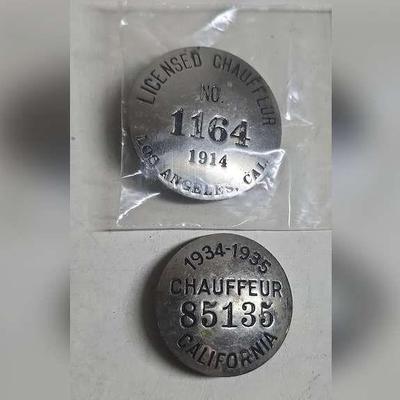 LICENSED CHAUFFEUR
NO.
1164
1914
LOS ANGELES, CAL.
1934-1935
CHAUFFEUR
85135
CALIFORNIA